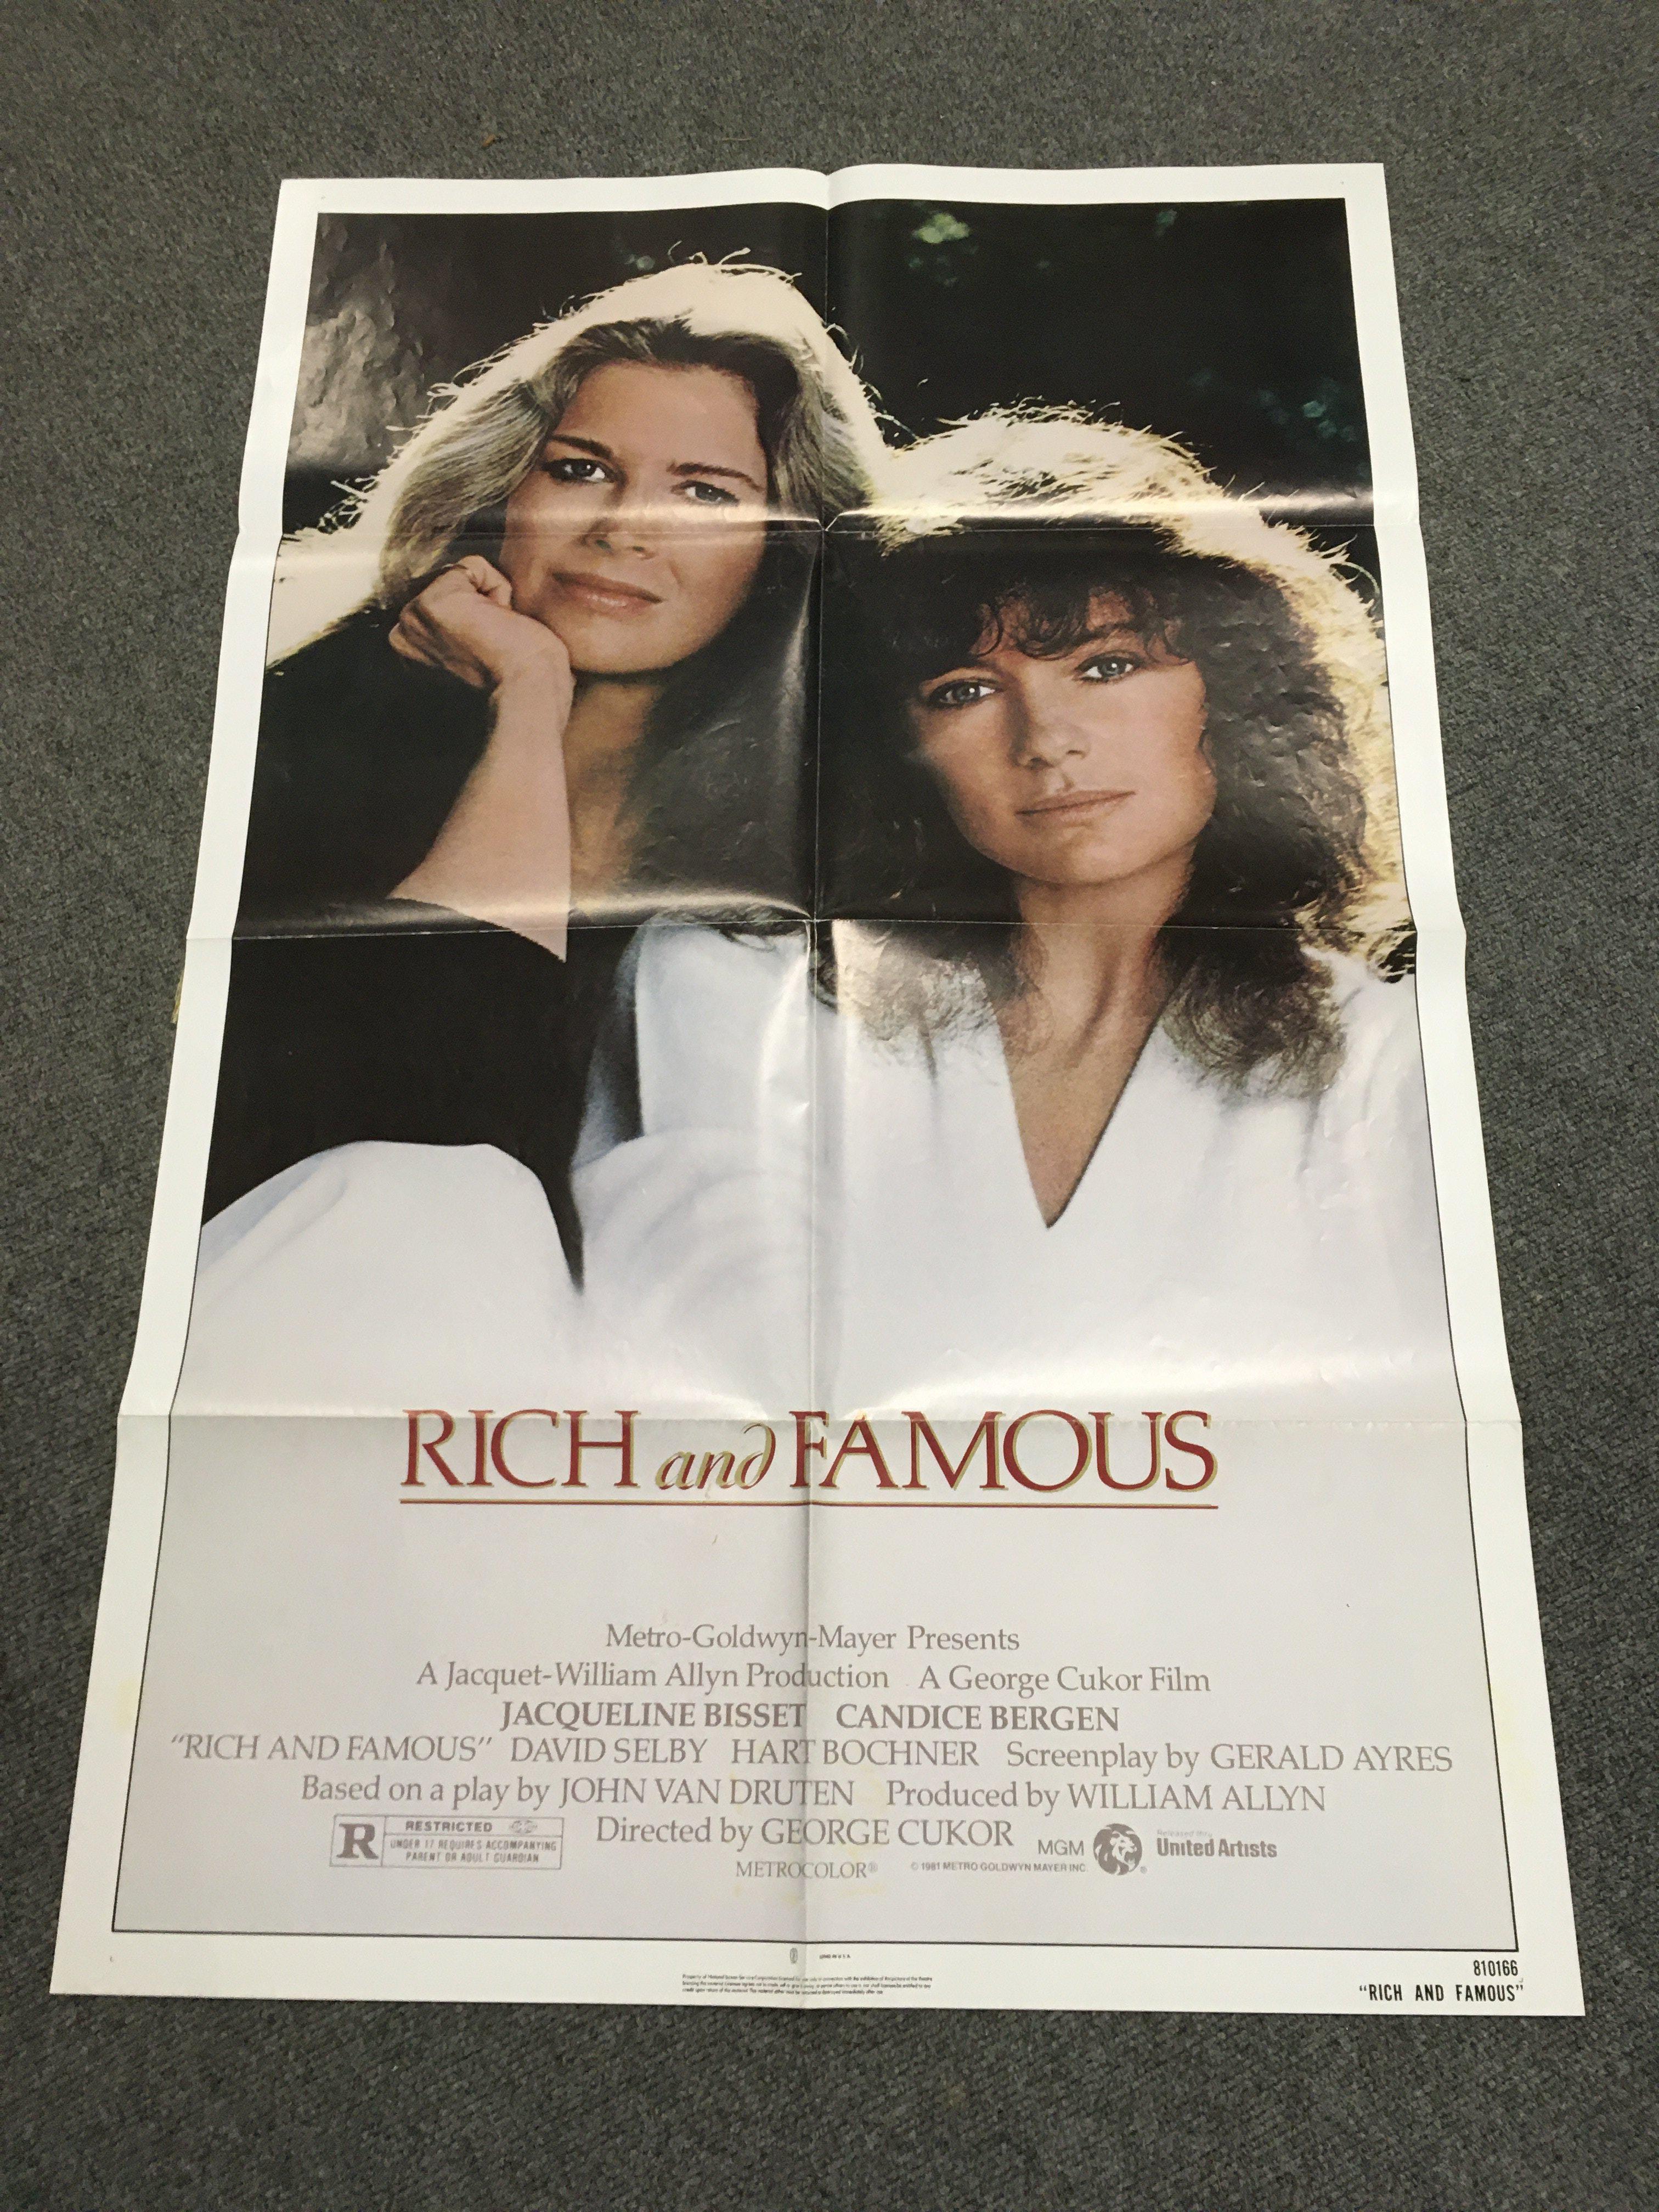 RICH and FAMOUS
Metro-Goldwyn-Mayer Presents
A Jacquet-William Allyn Production A George Cukor Film
JACQUELINE BISSET CANDICE BERGEN
"RICH AND FAMOUS" DAVID SELBY HART BOCHNER Screenplay by GERALD AYRES
Based on a play by JOHN VAN DRUTEN Produced by WILLIAM ALLYN
Directed by GEORGE CUKOR
R RESTRICTED
UNDER 17 REQUIRES ACCOMPANYING
PARENT OR ADULT GUARDIAN
METROCOLOR®
© 1981 METRO GOLDWYN MAYER INC.
MGM
Released thru
United Artists
810166
"RICH AND FAMOUS"